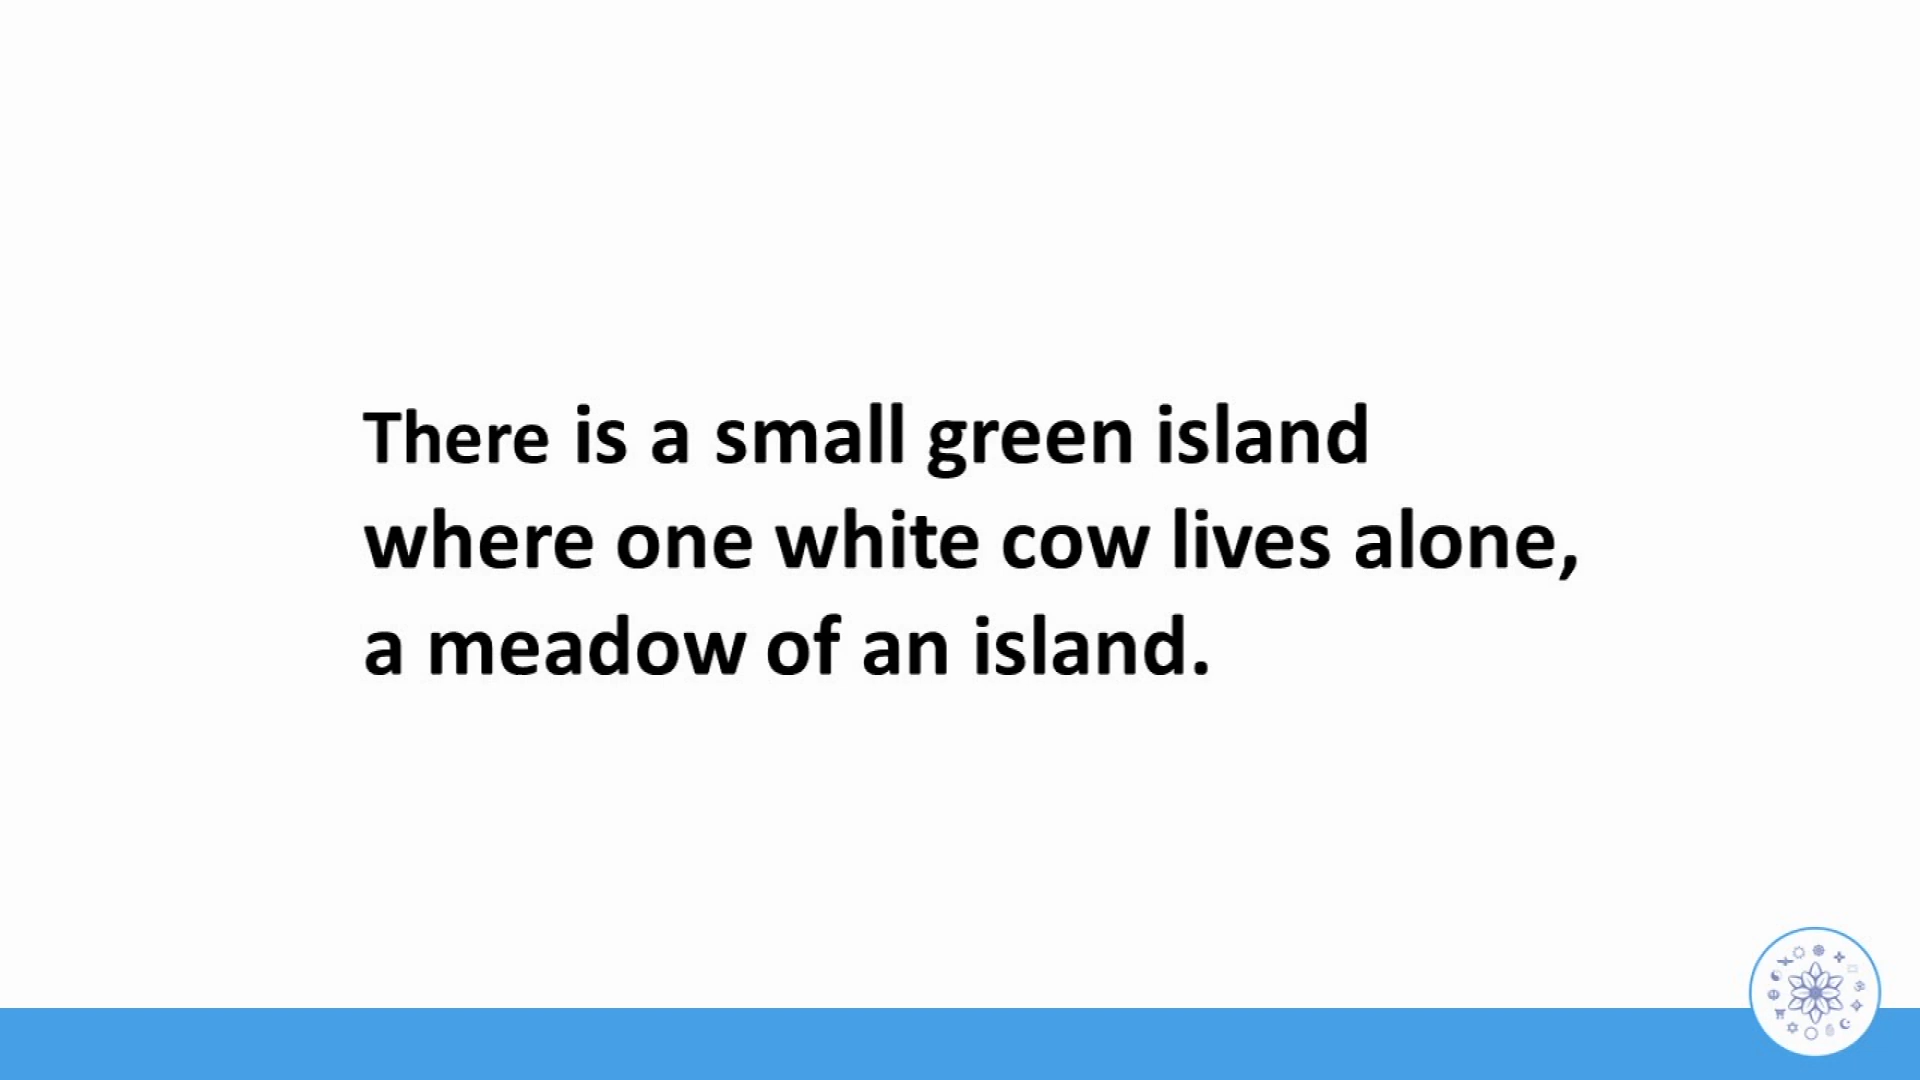 There is a small green island
where one white cow lives alone,
a meadow of an island.